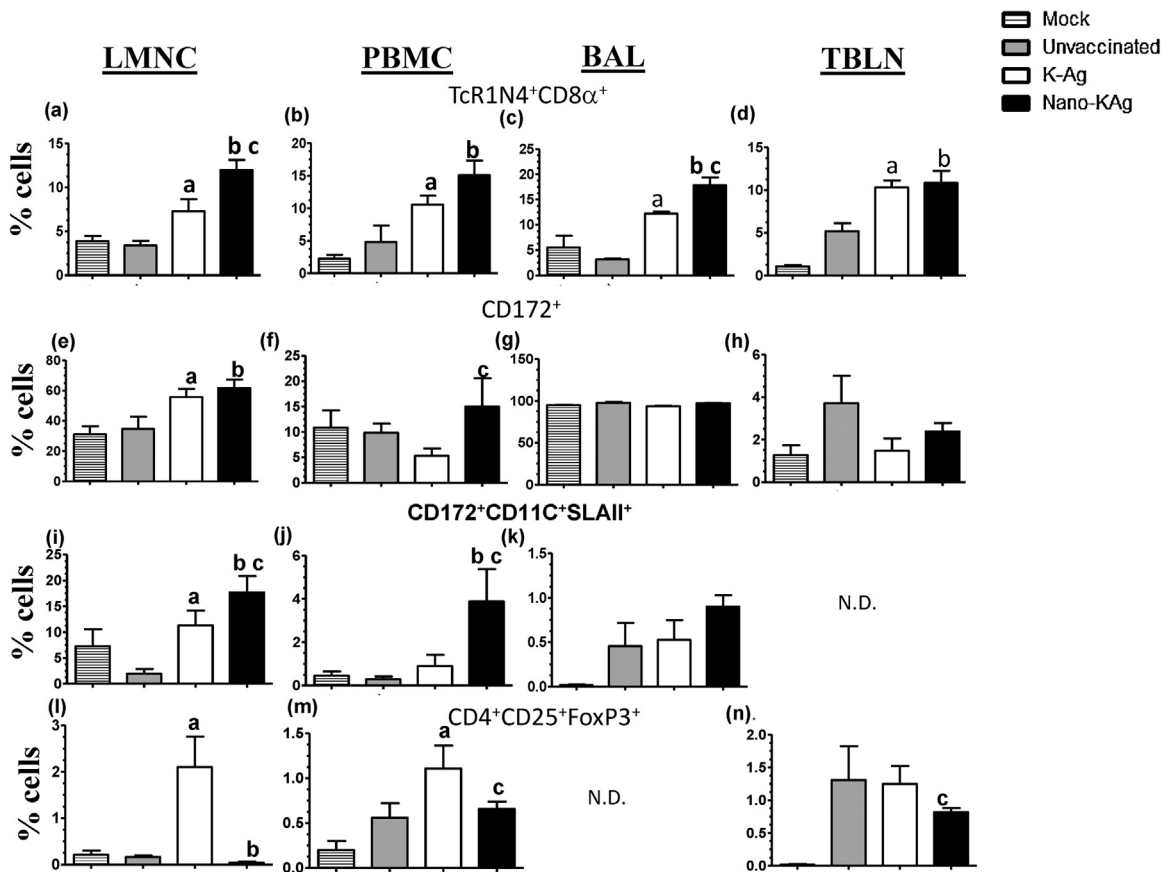 Mock
Unvaccinated
K-Ag
Nano-KAg
LMNC PBMC BAL TBLN
TcR1N4⁺CD8α⁺
(a) (b) (c) (d)
% cells
15
10
5
0
a
b c
20
15
10
5
0
a
b
25
20
15
10
5
0
a
b c
15
10
5
0
a
b
CD172⁺
(e) (f) (g) (h)
% cells
80
60
40
20
0
a
b
25
20
15
10
5
0
c
150
100
50
0
6
4
2
0
CD172⁺CD11C⁺SLAII⁺
(i) (j) (k)
% cells
25
20
15
10
5
0
a
b c
6
4
2
0
b c
1.5
1.0
0.5
0.0
N.D.
CD4⁺CD25⁺FoxP3⁺
(l) (m) (n).
% cells
3
2
1
0
a
b
1.5
1.0
0.5
0.0
a
c
N.D.
2.0
1.5
1.0
0.5
0.0
c